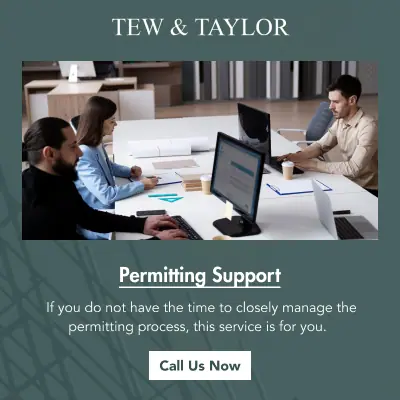 TEW & TAYLOR
Permitting Support
If you do not have the time to closely manage the
permitting process, this service is for you.
Call Us Now